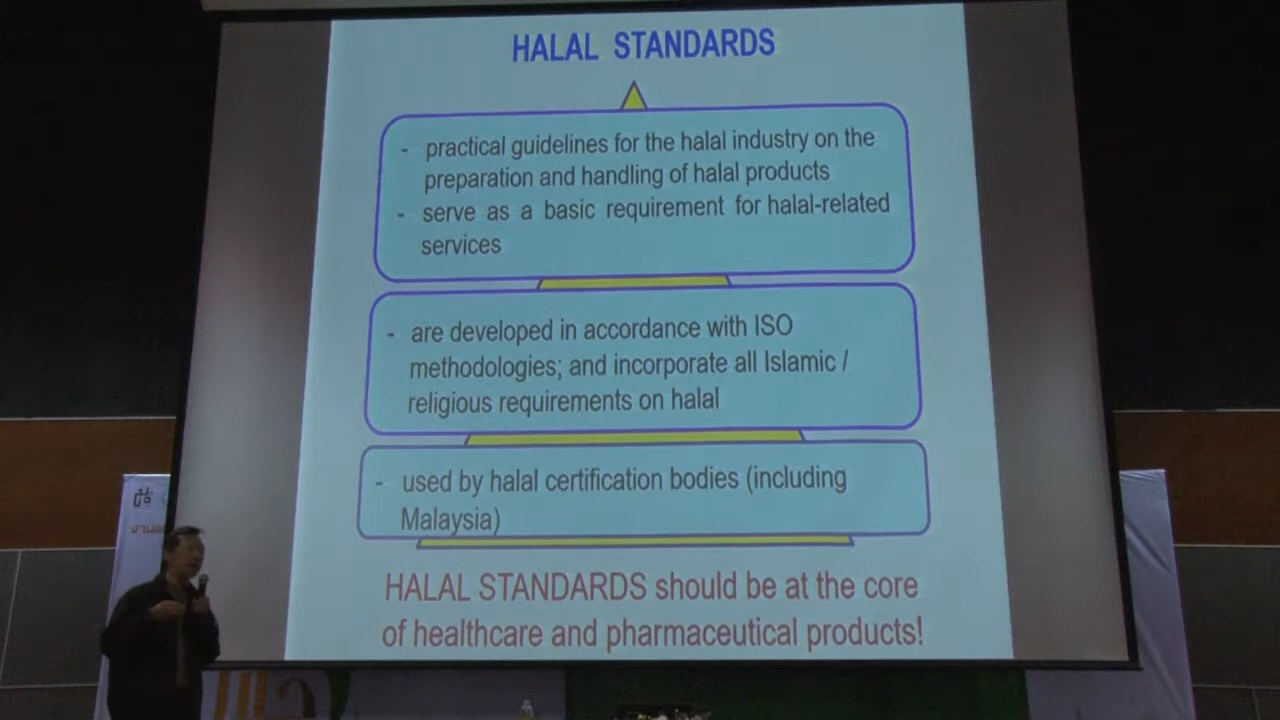 HALAL STANDARDS
- practical guidelines for the halal industry on the
preparation and handling of halal products
- serve as a basic requirement for halal-related
services
- are developed in accordance with ISO
methodologies; and incorporate all Islamic /
religious requirements on halal
- used by halal certification bodies (including
Malaysia)
HALAL STANDARDS should be at the core
of healthcare and pharmaceutical products!